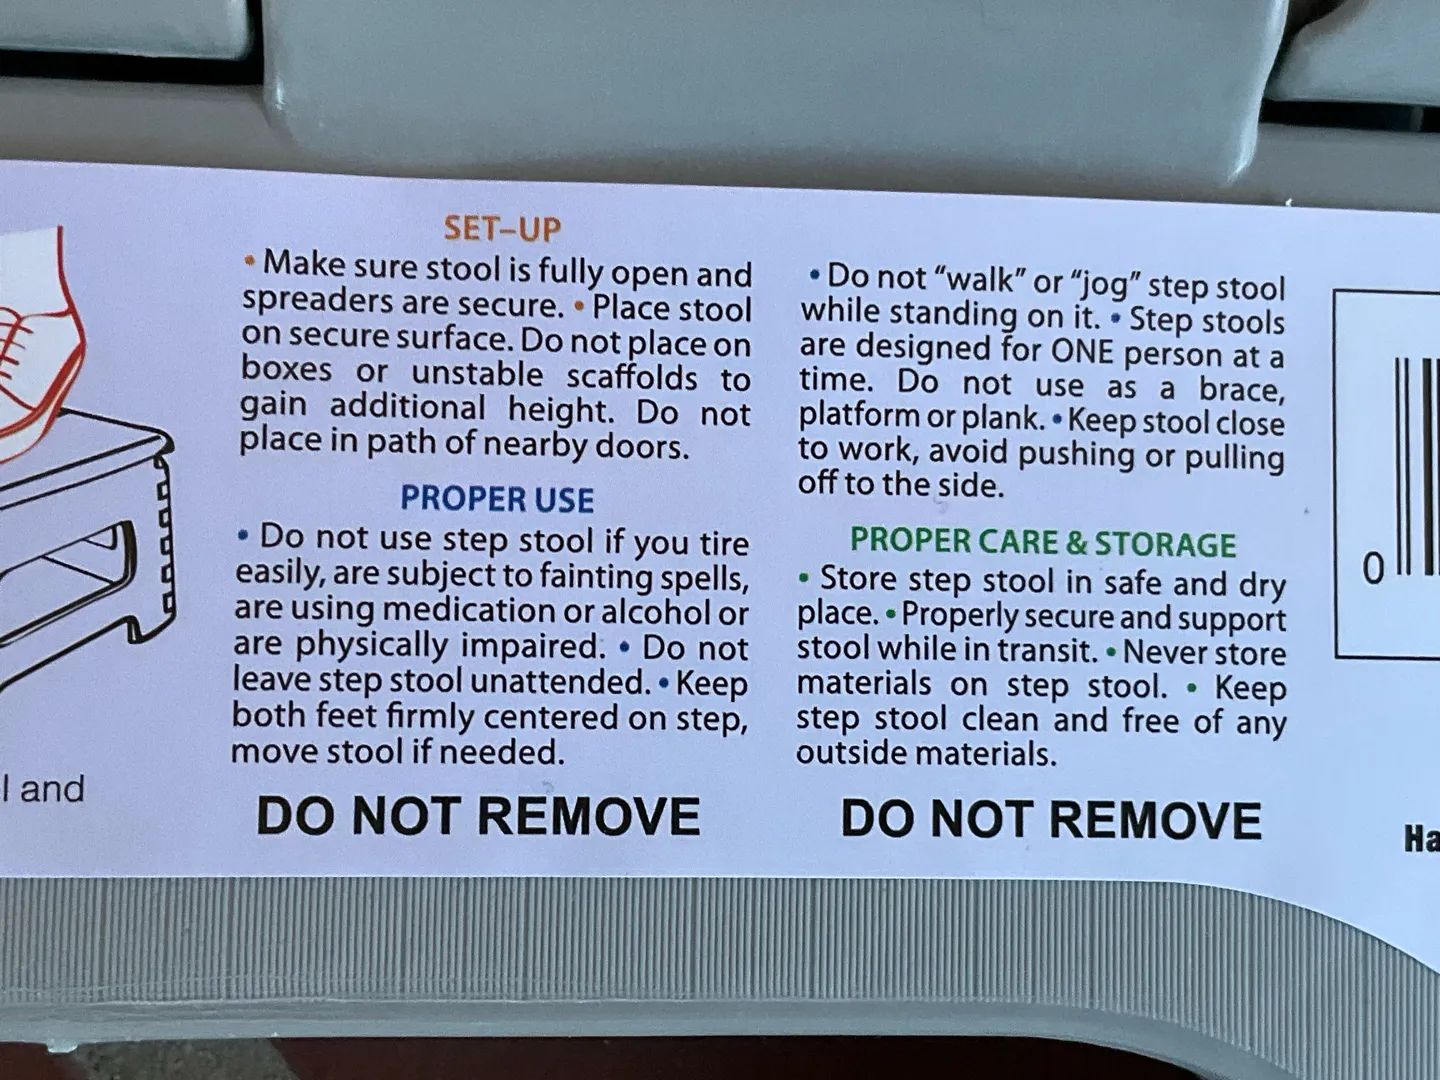 SET-UP
• Make sure stool is fully open and
spreaders are secure. • Place stool
on secure surface. Do not place on
boxes or unstable scaffolds to
gain additional height. Do not
place in path of nearby doors.
PROPER USE
• Do not use step stool if you tire
easily, are subject to fainting spells,
are using medication or alcohol or
are physically impaired. • Do not
leave step stool unattended. • Keep
both feet firmly centered on step,
move stool if needed.
DO NOT REMOVE
• Do not “walk” or “jog” step stool
while standing on it. • Step stools
are designed for ONE person at a
time. Do not use as a brace,
platform or plank. • Keep stool close
to work, avoid pushing or pulling
off to the side.
PROPER CARE & STORAGE
• Store step stool in safe and dry
place. • Properly secure and support
stool while in transit. • Never store
materials on step stool. • Keep
step stool clean and free of any
outside materials.
DO NOT REMOVE
l and
0
Ha